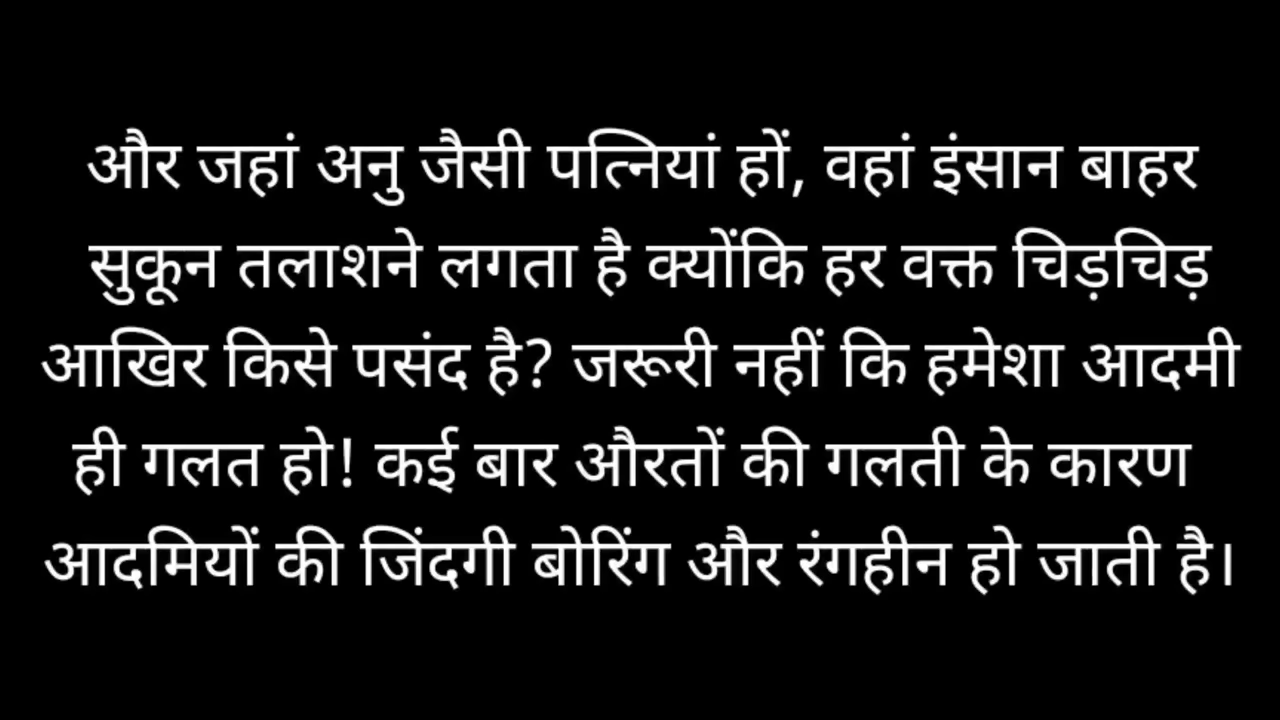 और जहां अनु जैसी पत्नियां हों, वहां इंसान बाहर
सुकून तलाशने लगता है क्योंकि हर वक्त चिड़चिड़
आखिर किसे पसंद है? जरूरी नहीं कि हमेशा आदमी
ही गलत हो! कई बार औरतों की गलती के कारण
आदमियों की जिंदगी बोरिंग और रंगहीन हो जाती है।